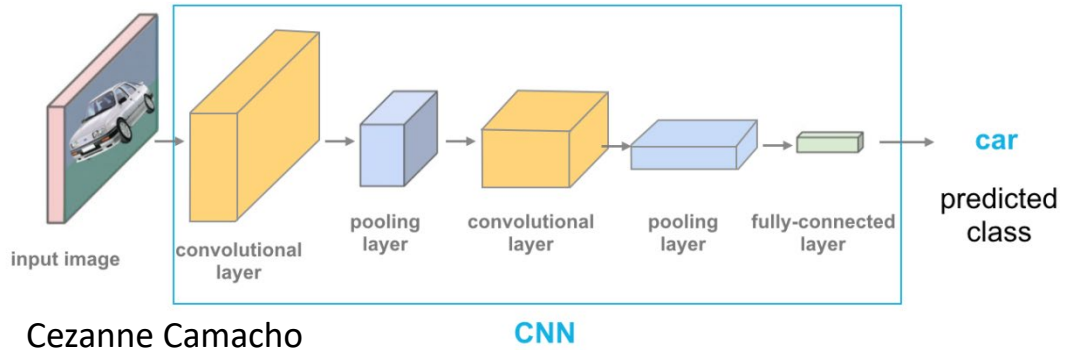 input image
convolutional
layer
pooling
layer
convolutional
layer
pooling
layer
fully-connected
layer
car
predicted
class
Cezanne Camacho
CNN